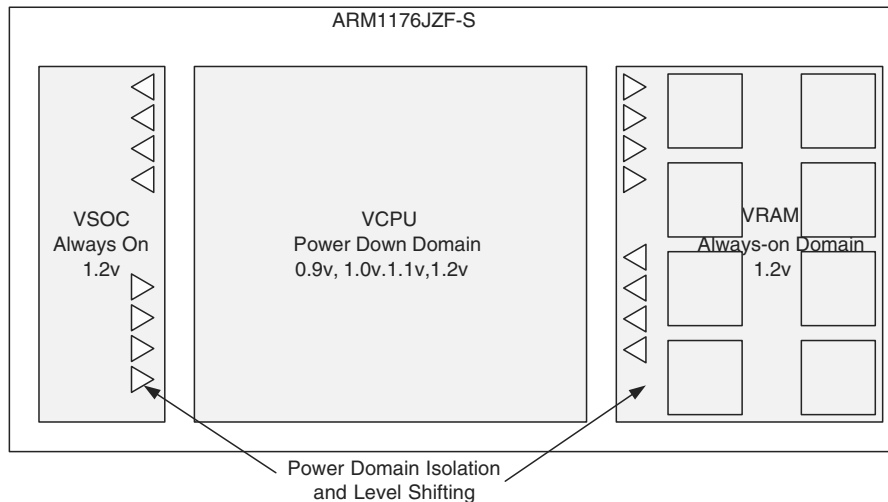 ARM1176JZF-S
VSOC
Always On
1.2v
VCPU
Power Down Domain
0.9v, 1.0v.1.1v,1.2v
VRAM
Always-on Domain
1.2v
Power Domain Isolation
and Level Shifting